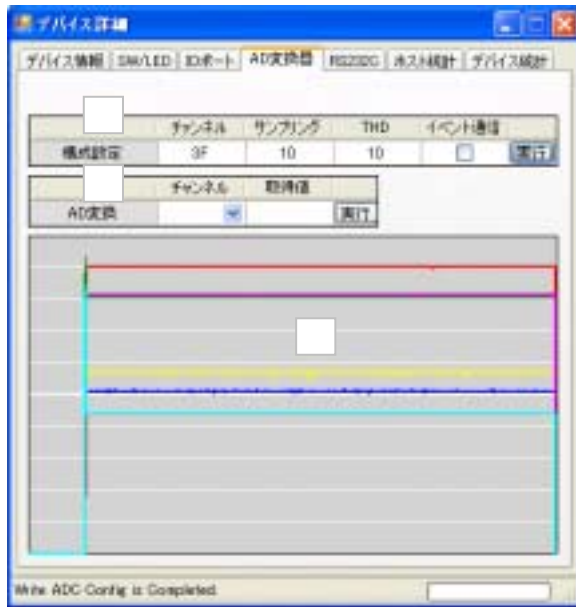 デバイス詳細
デバイス情報 SW/LED IOポート AD変換器 RS232C ホスト統計 デバイス統計
チャンネル サンプリング THD イベント通信
構成設定 3F 10 10 実行
チャンネル 取得値
AD変換 実行
Write ADC Config is Completed.